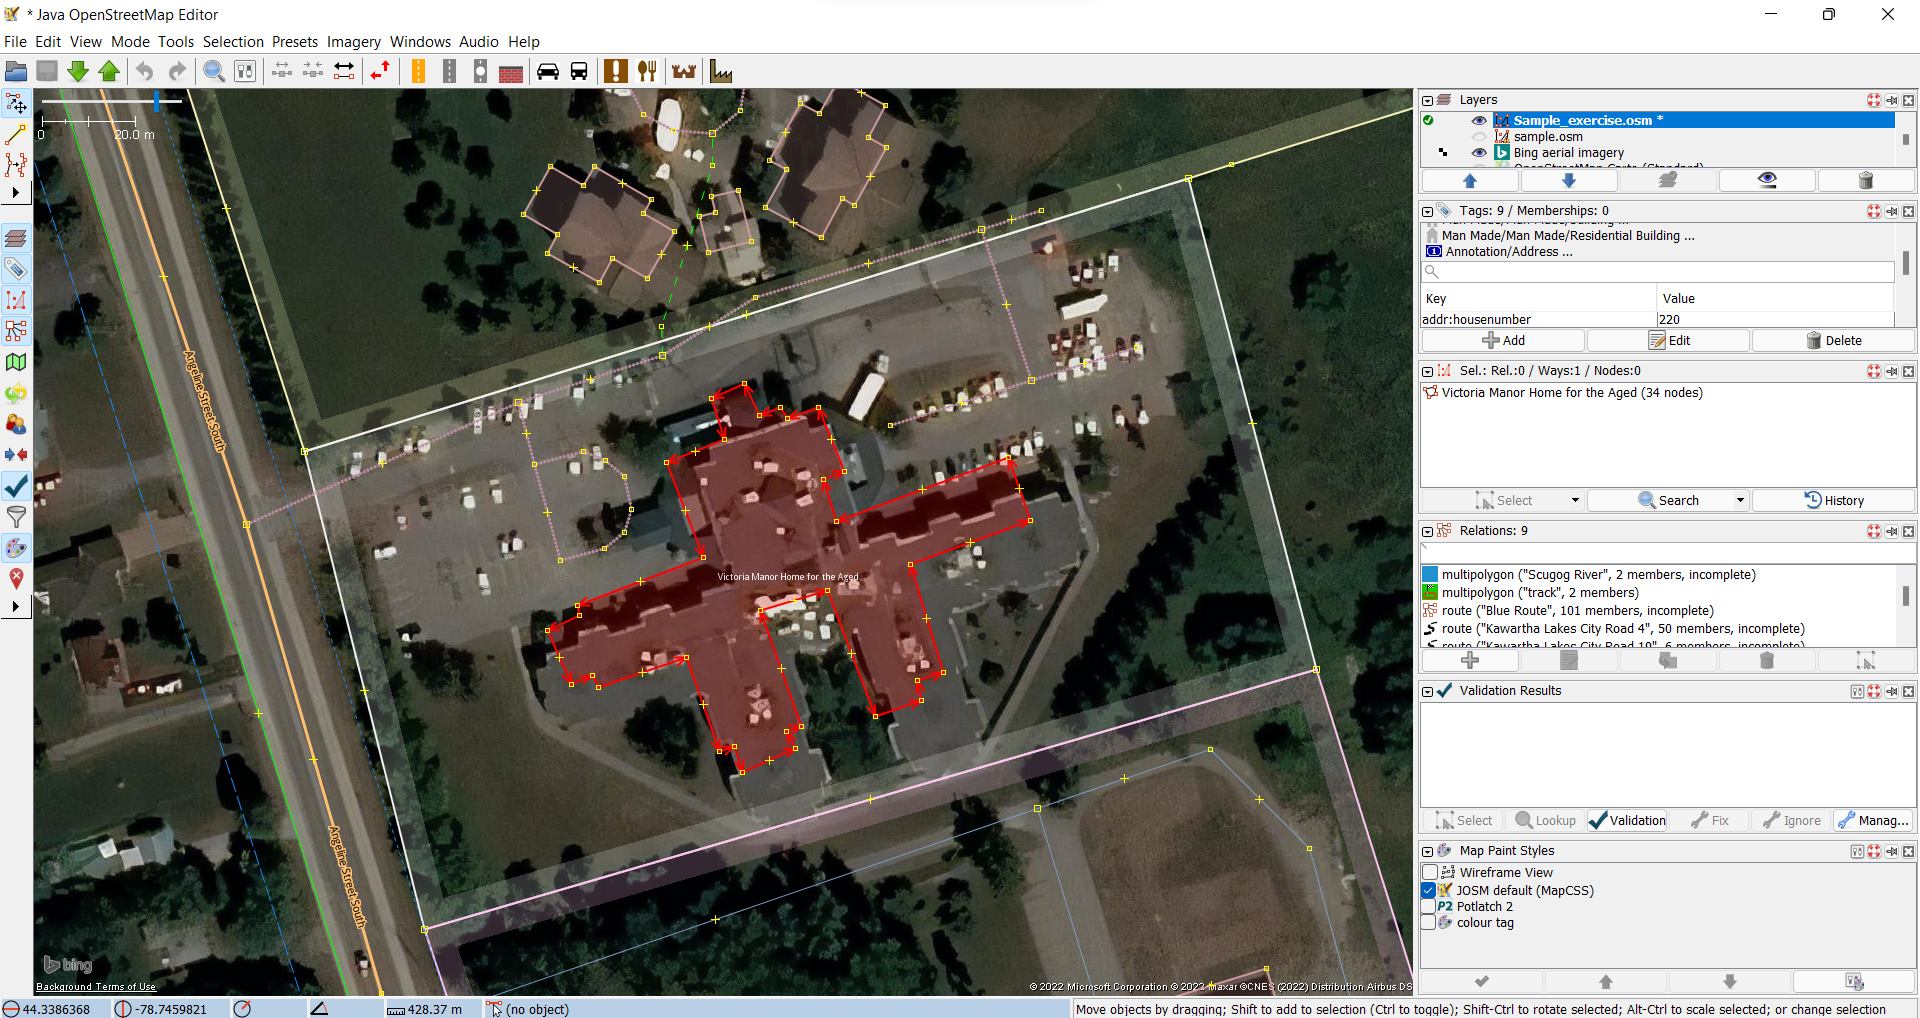 * Java OpenStreetMap Editor
File Edit View Mode Tools Selection Presets Imagery Windows Audio Help
0 20.0 m
Angeline Street South
Angeline Street South
Victoria Manor Home for the Aged
bing
Background Terms of Use
© 2022 Microsoft Corporation © 2022 Maxar ©CNES (2022) Distribution Airbus DS
Layers
Sample_exercise.osm *
sample.osm
Bing aerial imagery
OpenStreetMap Carto (Standard)
Tags: 9 / Memberships: 0
Man Made/Man Made/Residential Building ...
Annotation/Address ...
Key Value
addr:housenumber 220
Add Edit Delete
Sel.: Rel.:0 / Ways:1 / Nodes:0
Victoria Manor Home for the Aged (34 nodes)
Select Search History
Relations: 9
multipolygon ("Scugog River", 2 members, incomplete)
multipolygon ("track", 2 members)
route ("Blue Route", 101 members, incomplete)
route ("Kawartha Lakes City Road 4", 50 members, incomplete)
route ("Kawartha Lakes City Road 10", 6 members, incomplete)
Validation Results
Select Lookup Validation Fix Ignore Manag...
Map Paint Styles
Wireframe View
JOSM default (MapCSS)
P2 Potlatch 2
colour tag
44.3386368 -78.7459821 428.37 m (no object) Move objects by dragging; Shift to add to selection (Ctrl to toggle); Shift-Ctrl to rotate selected; Alt-Ctrl to scale selected; or change selection